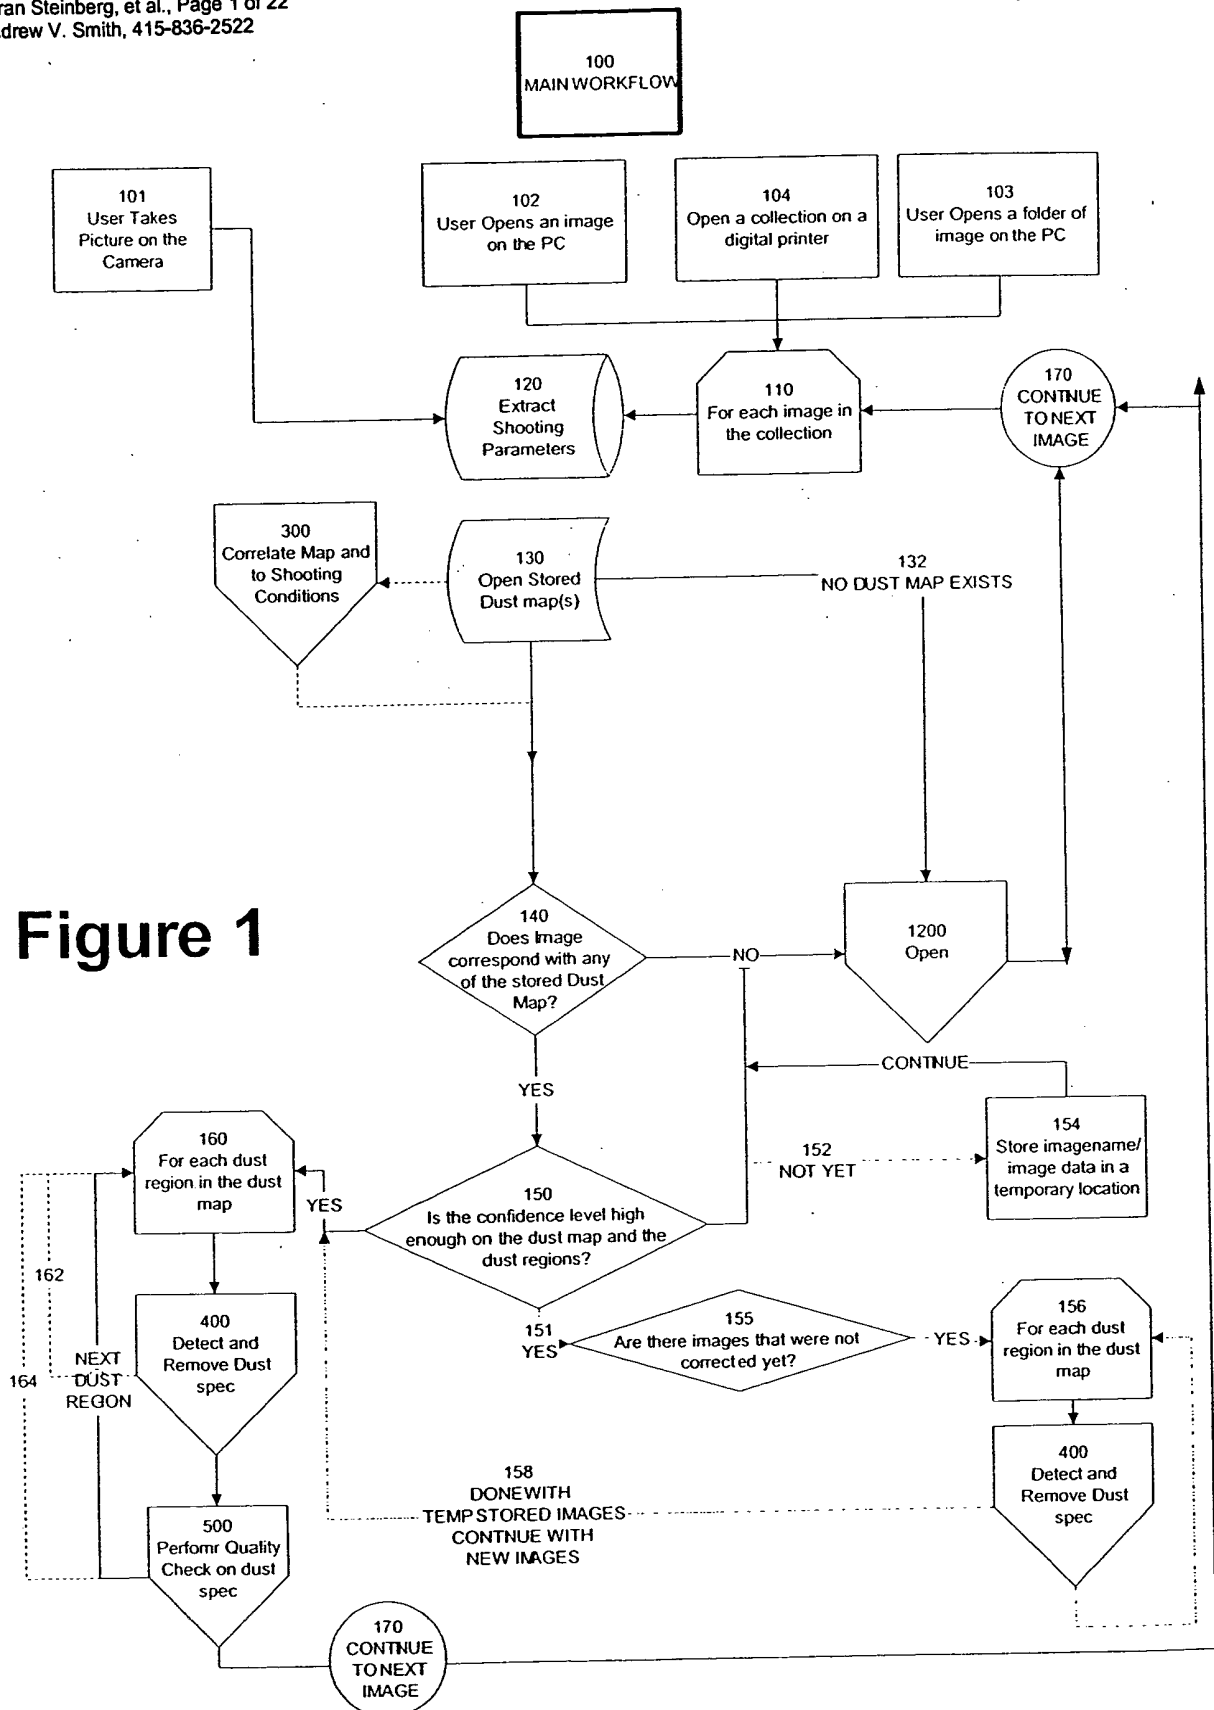 ran Steinberg, et al., Page 1 of 22
drew V. Smith, 415-836-2522
100
MAIN WORKFLOW
101
User Takes
Picture on the
Camera
102
User Opens an image
on the PC
104
Open a collection on a
digital printer
103
User Opens a folder of
image on the PC
120
Extract
Shooting
Parameters
110
For each image in
the collection
170
CONTINUE
TO NEXT
IMAGE
300
Correlate Map and
to Shooting
Conditions
130
Open Stored
Dust map(s)
132
NO DUST MAP EXISTS
Figure 1
140
Does Image
correspond with any
of the stored Dust
Map?
NO
1200
Open
YES
CONTINUE
160
For each dust
region in the dust
map
YES
150
Is the confidence level high
enough on the dust map and the
dust regions?
152
NOT YET
154
Store imagename/
image data in a
temporary location
162
164
NEXT
DUST
REGION
400
Detect and
Remove Dust
spec
151
YES
155
Are there images that were not
corrected yet?
YES
156
For each dust
region in the dust
map
158
DONE WITH
TEMP STORED IMAGES
CONTINUE WITH
NEW IMAGES
400
Detect and
Remove Dust
spec
500
Perfomr Quality
Check on dust
spec
170
CONTINUE
TO NEXT
IMAGE